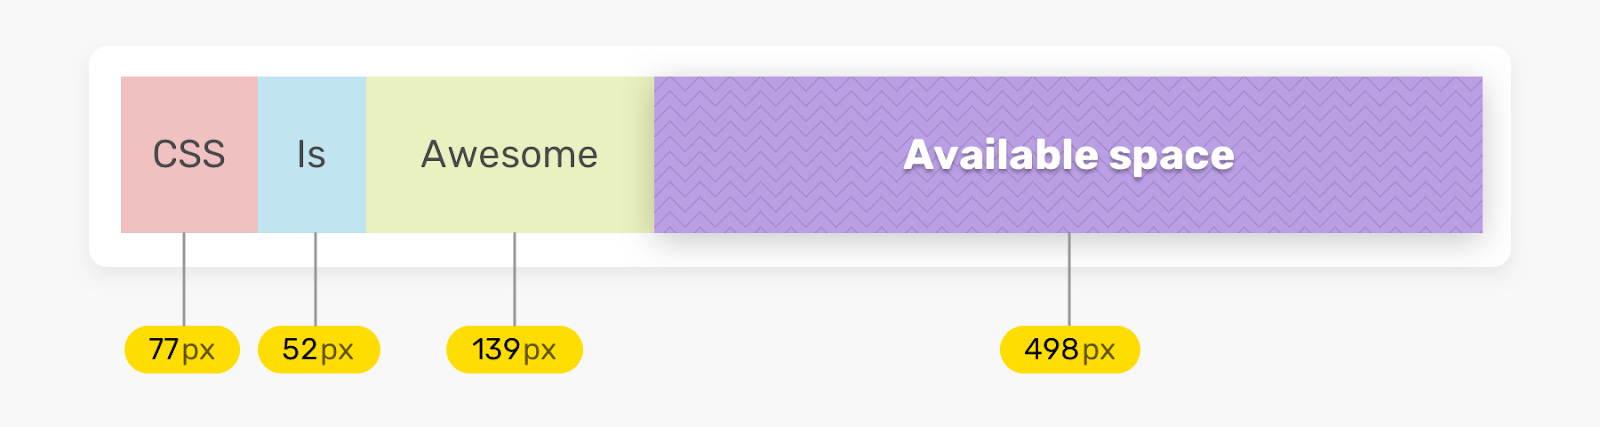 CSS Is Awesome Available space
77px 52px 139px 498px